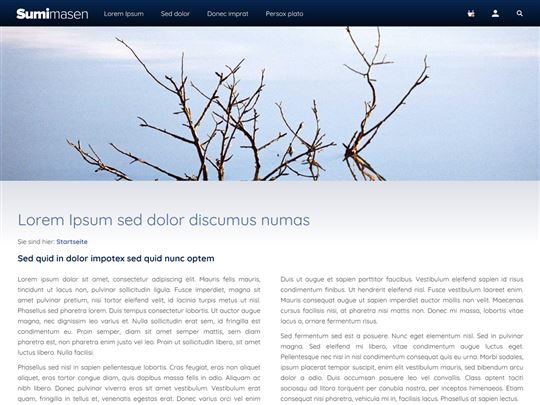 Sumimasen Lorem Ipsum Sed dolor Donec imprat Persox plato
Lorem Ipsum sed dolor discumus numas
Sie sind hier: Startseite
Sed quid in dolor impotex sed quid nunc optem
Lorem ipsum dolor sit amet, consectetur adipiscing elit. Mauris felis mauris,
tincidunt ut lacus non, pulvinar sollicitudin ligula. Fusce imperdiet, magna sit
amet pulvinar pretium, nisi tortor eleifend velit, id lacinia turpis metus ut nisl.
Phasellus sed pharetra lorem. Duis tempus consectetur lobortis. Ut auctor augue
magna, nec dignissim leo varius et. Nulla sollicitudin erat sem, id fringilla est
condimentum eu. Proin semper, diam sit amet semper mattis, sem diam
pharetra est, non pharetra enim justo vel leo. Proin ut sollicitudin libero, sit amet
luctus libero. Nulla facilisi.
Phasellus sed nisl in sapien pellentesque lobortis. Cras feugiat, eros non aliquet
aliquet, eros tortor congue diam, quis dapibus massa felis in odio. Aliquam ac
nibh libero. Donec pulvinar viverra eros, et volutpat odio condimentum sed. Etiam
feugiat, urna in tellus et, venenatis egestas erat. Donec varius orci velit
Duis ut augue et sapien porttitor faucibus. Vestibulum eleifend sapien id risus
condimentum finibus. Ut hendrerit eleifend nisl. Fusce vestibulum laoreet enim.
Mauris consequat augue ut sapien imperdiet auctor mollis non velit. Maecenas
cursus facilisis nisi, at pharetra nisi mattis non. Donec mi massa, lobortis vitae
lacus a, ornare fermentum risus.
Sed fermentum sed est a posuere. Nunc eget elementum nisl. Sed in pulvinar
magna. Sed eleifend mi libero, vitae condimentum augue luctus eget.
Pellentesque nec nisi in nisl condimentum consequat quis eu urna. Morbi sodales,
ipsum placerat tempor suscipit, enim elit suscipit est, sed bibendum arcu
dolor a odio. Duis accumsan posuere leo vel convallis. Class aptent taciti
sociosqu ad litora torquent per conubia nostra, per inceptos himenaeos. Etiam
consequat nisi pharetra, vehicula mi in, facilisis lacus. Phasellus at sapien lectus.